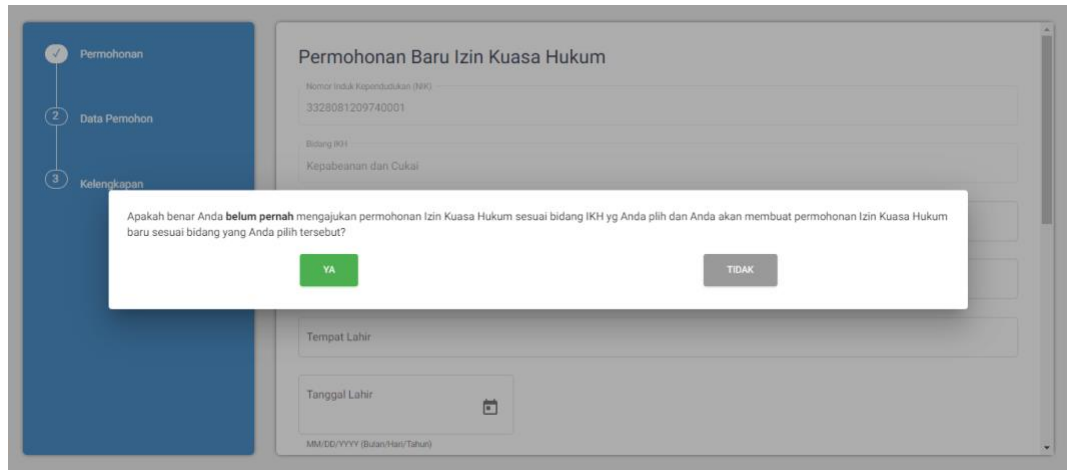 Permohonan
2 Data Pemohon
3 Kelengkapan
Permohonan Baru Izin Kuasa Hukum
Nomor Induk Kependudukan (NIK)
3328081209740001
Bidang IKH
Kepabeanan dan Cukai
Apakah benar Anda belum pernah mengajukan permohonan Izin Kuasa Hukum sesuai bidang IKH yg Anda plih dan Anda akan membuat permohonan Izin Kuasa Hukum
baru sesuai bidang yang Anda pilih tersebut?
YA
TIDAK
Tempat Lahir
Tanggal Lahir
MM/DD/YYYY (Bulan/Hari/Tahun)